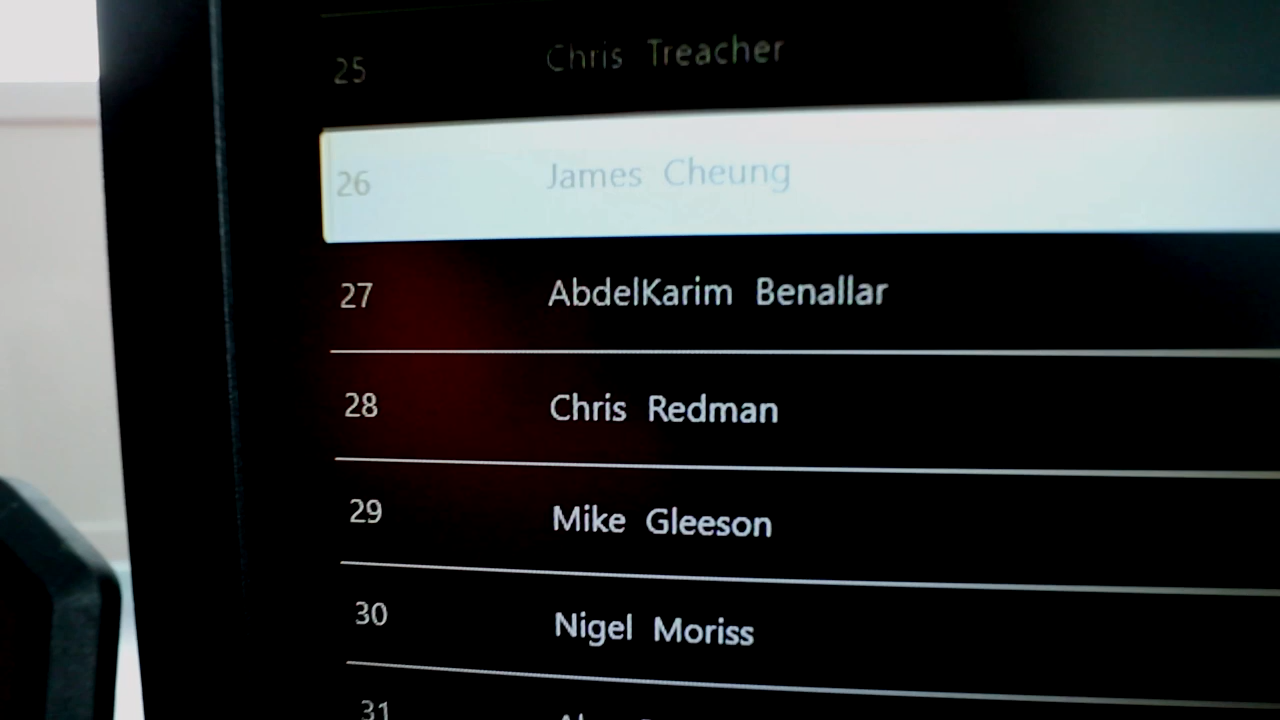 25 Chris Treacher
26 James Cheung
27 AbdelKarim Benallar
28 Chris Redman
29 Mike Gleeson
30 Nigel Moriss
31